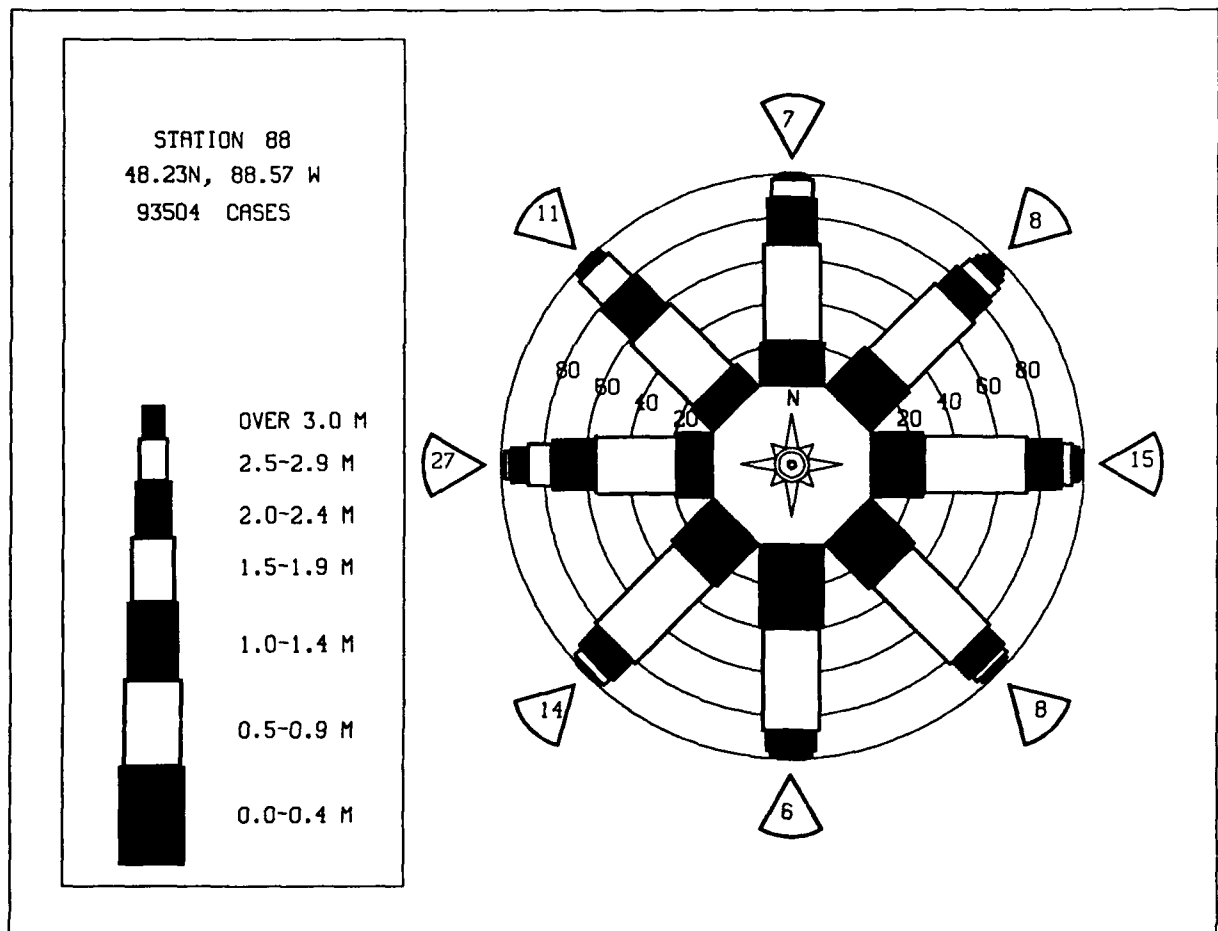 STATION 88
48.23N, 88.57 W
93504 CASES
OVER 3.0 M
2.5-2.9 M
2.0-2.4 M
1.5-1.9 M
1.0-1.4 M
0.5-0.9 M
0.0-0.4 M
7
11
8
80
60
40
20
N
20
40
60
80
27
15
14
8
6